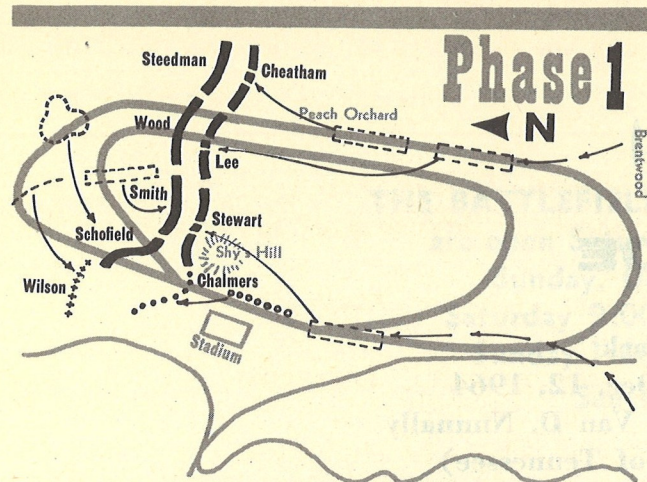 Phase 1
N
Steedman
Cheatham
Peach Orchard
Brentwood
Wood
Lee
Smith
Stewart
Schofield
Shy's Hill
Wilson
Chalmers
Stadium